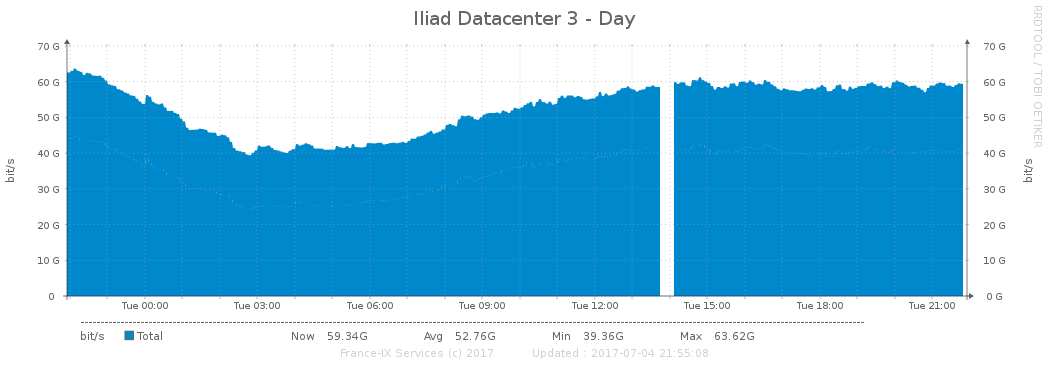 Iliad Datacenter 3 - Day
RRDTOOL / TOBI OETIKER
70 G 70 G
60 G 60 G
50 G 50 G
40 G 40 G
30 G 30 G
20 G 20 G
10 G 10 G
0 0 G
bit/s bit/s
Tue 00:00 Tue 03:00 Tue 06:00 Tue 09:00 Tue 12:00 Tue 15:00 Tue 18:00 Tue 21:00
bit/s Total Now 59.34G Avg 52.76G Min 39.36G Max 63.62G
France-IX Services (c) 2017 Updated : 2017-07-04 21:55:08